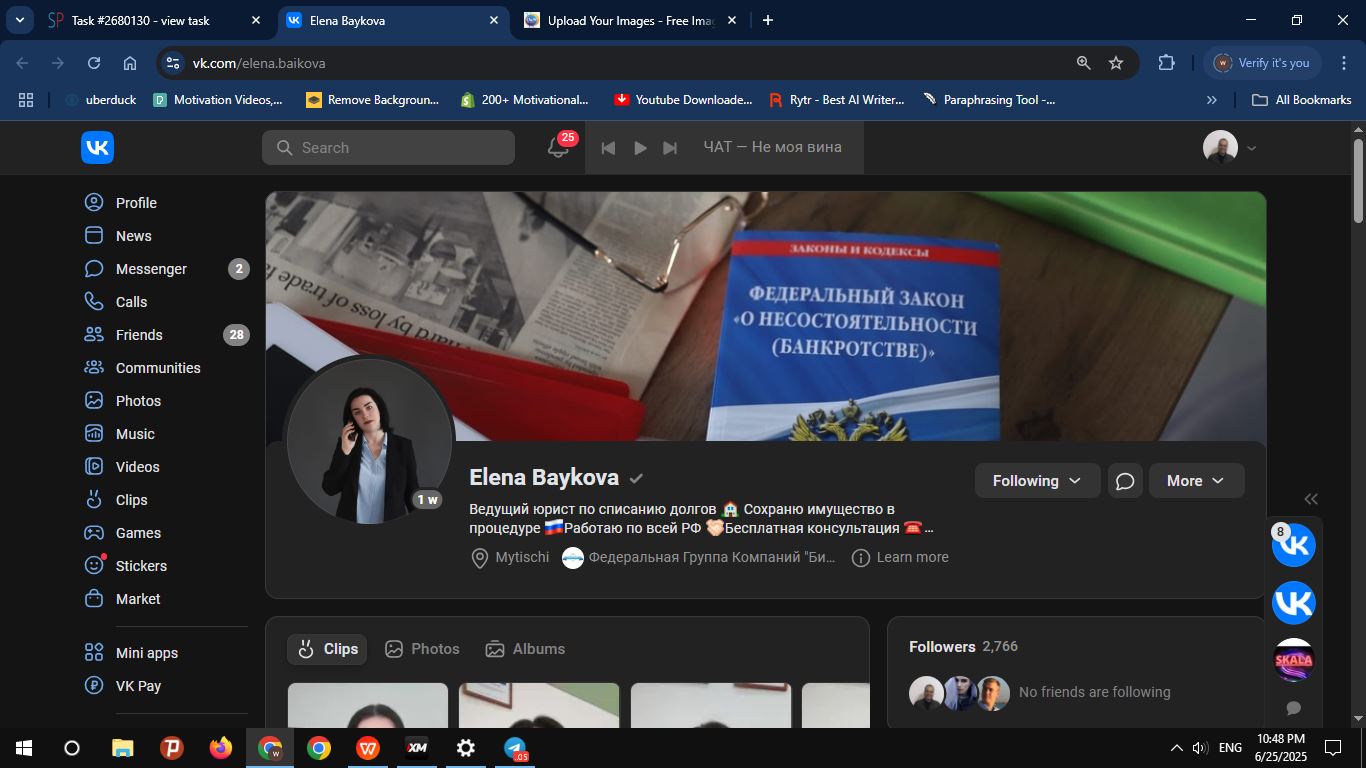 Task #2680130 - view task
Elena Baykova
Upload Your Images - Free Imag
vk.com/elena.baikova
Verify it's you
uberduck
Motivation Videos,...
Remove Backgroun...
200+ Motivational...
Youtube Downloade...
Rytr - Best AI Writer...
Paraphrasing Tool -...
All Bookmarks
Search
25
ЧАТ — Не моя вина
Profile
News
Messenger 2
Calls
Friends 28
Communities
Photos
Music
Videos
Clips
Games
Stickers
Market
Mini apps
VK Pay
hard by loss of trade fa
ЗАКОНЫ И КОДЕКСЫ
ФЕДЕРАЛЬНЫЙ ЗАКОН
«О НЕСОСТОЯТЕЛЬНОСТИ
(БАНКРОТСТВЕ)»
1 w
Elena Baykova
Following
More
Ведущий юрист по списанию долгов 🏠 Сохраню имущество в
процедуре 🇷🇺Работаю по всей РФ 🤝🏻Бесплатная консультация ☎️...
Mytischi
Федеральная Группа Компаний "Би...
Learn more
8
SKALA
Clips
Photos
Albums
Followers 2,766
No friends are following
XM
.05
ENG
10:48 PM
6/25/2025